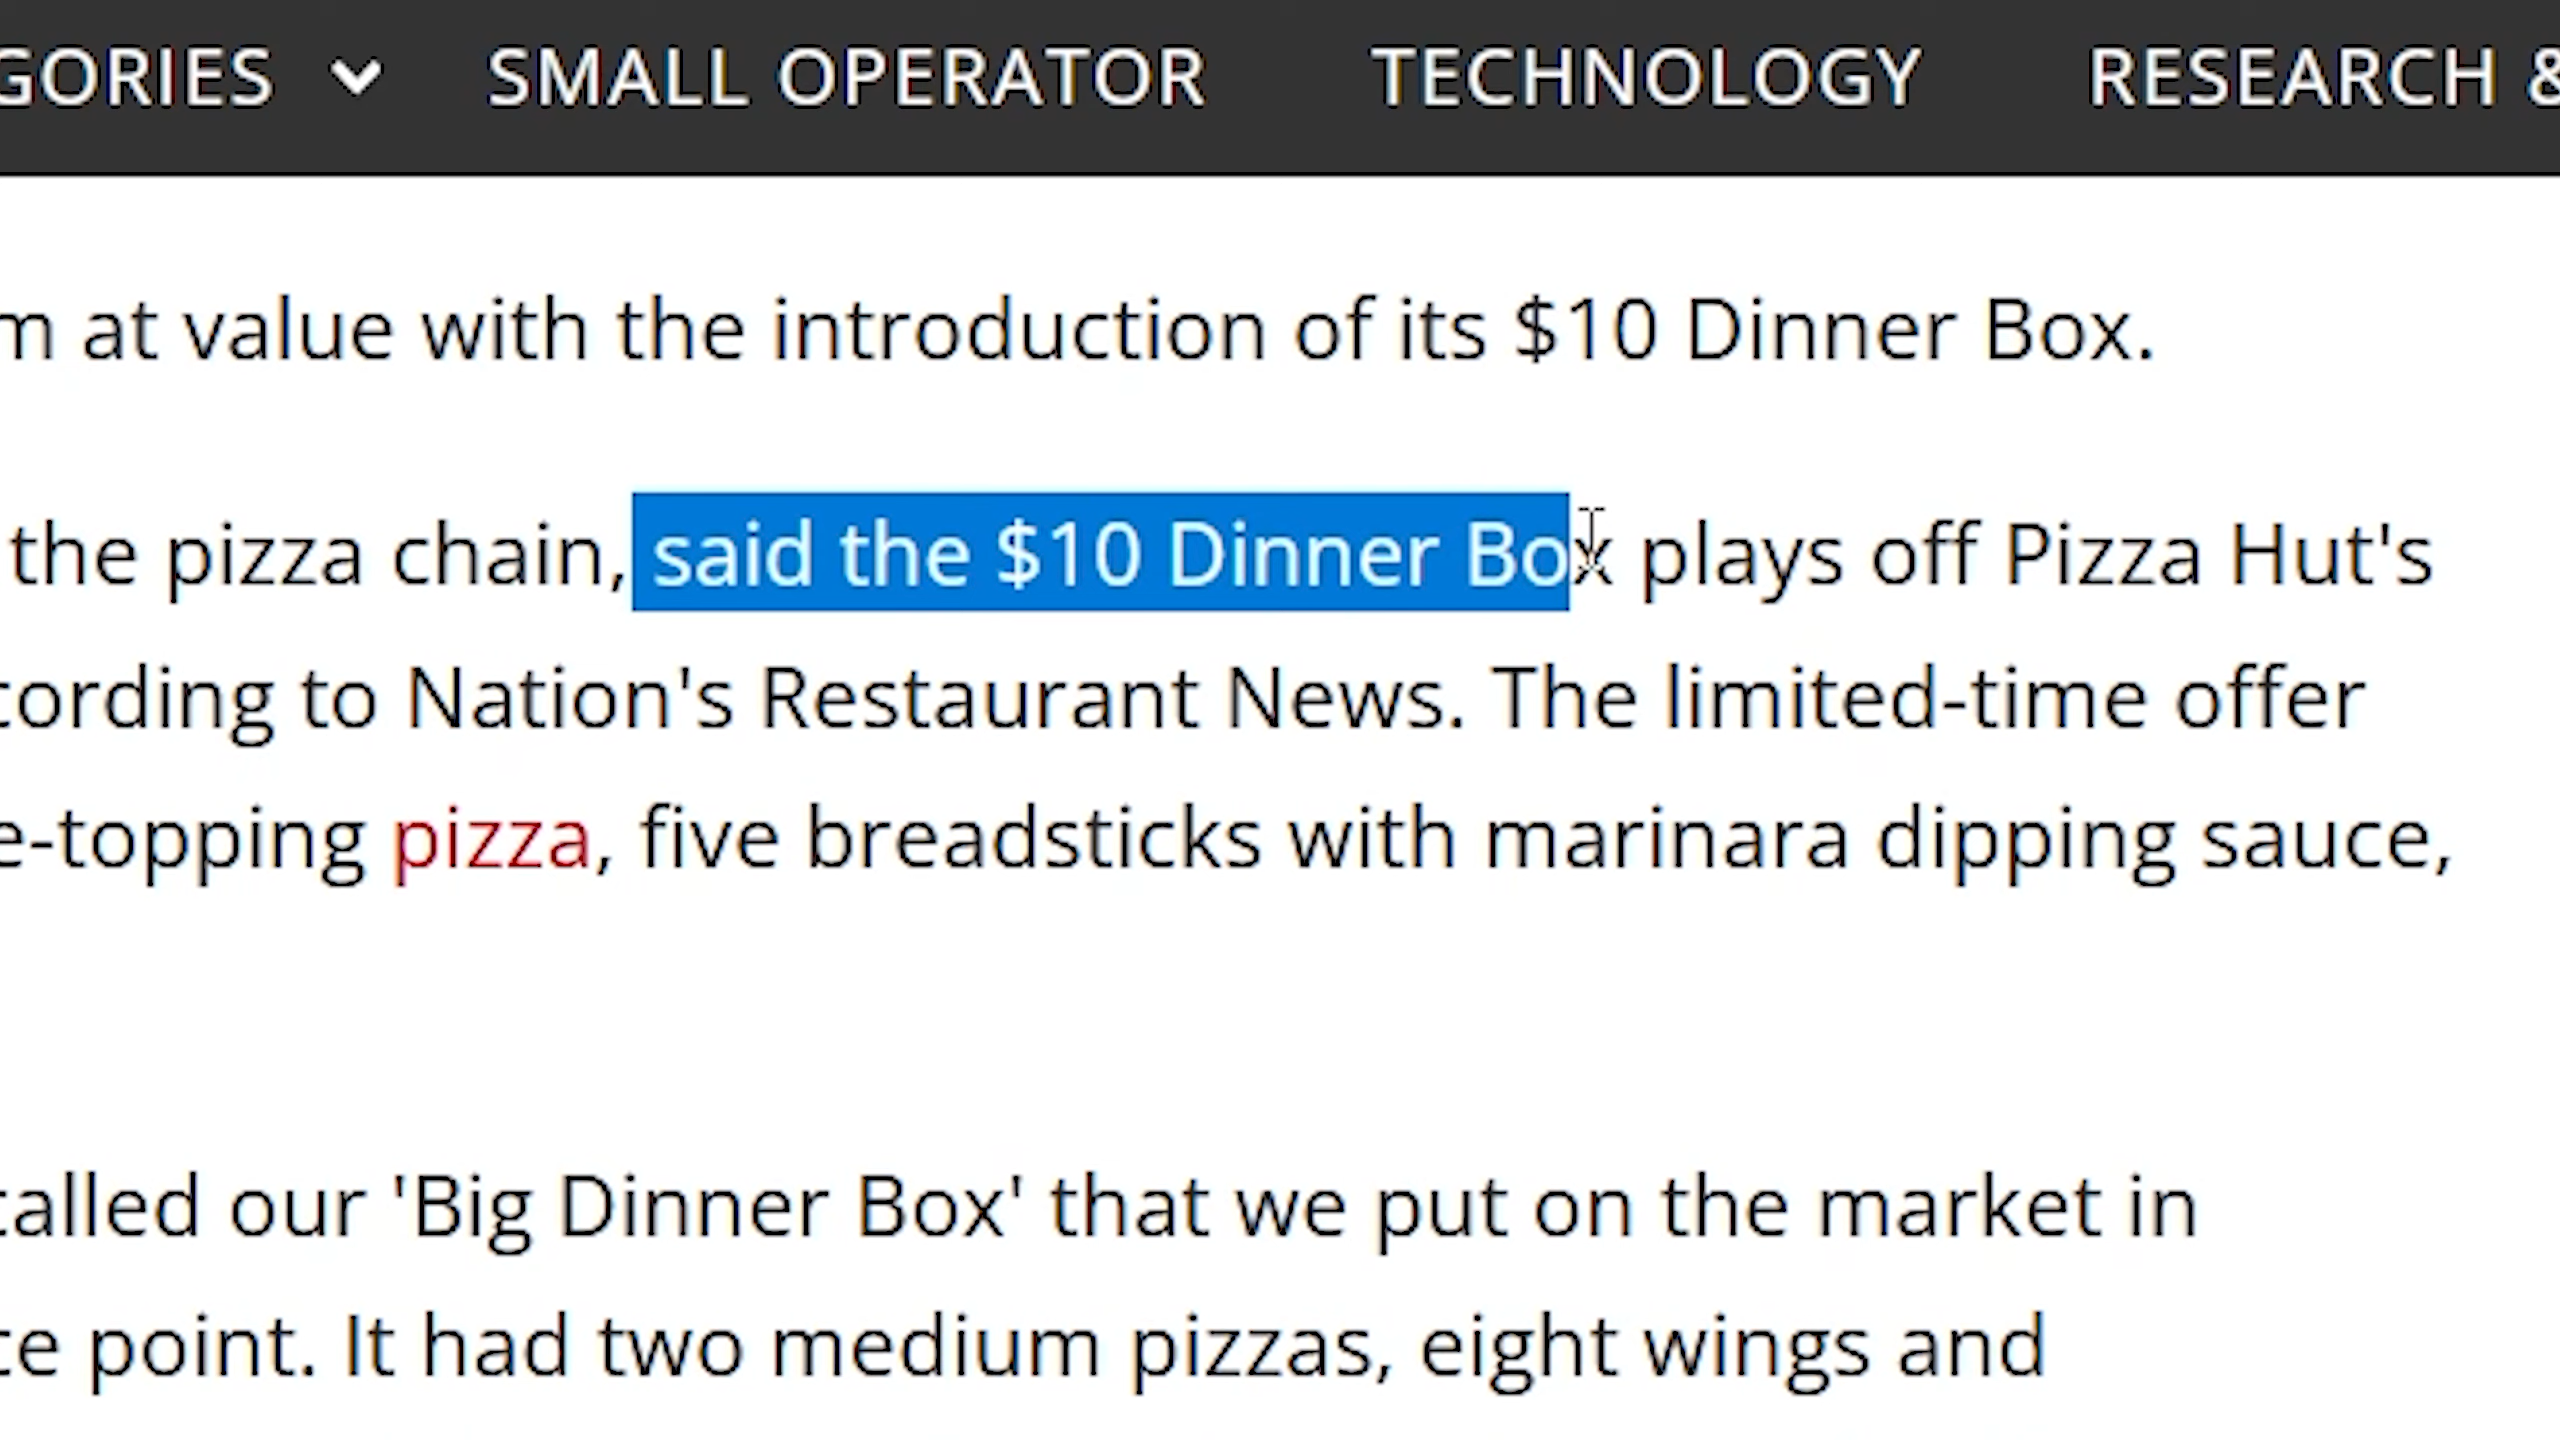 GORIES SMALL OPERATOR TECHNOLOGY RESEARCH &
m at value with the introduction of its $10 Dinner Box.
the pizza chain, said the $10 Dinner Box plays off Pizza Hut's
cording to Nation's Restaurant News. The limited-time offer
e-topping pizza, five breadsticks with marinara dipping sauce,
called our 'Big Dinner Box' that we put on the market in
ce point. It had two medium pizzas, eight wings and